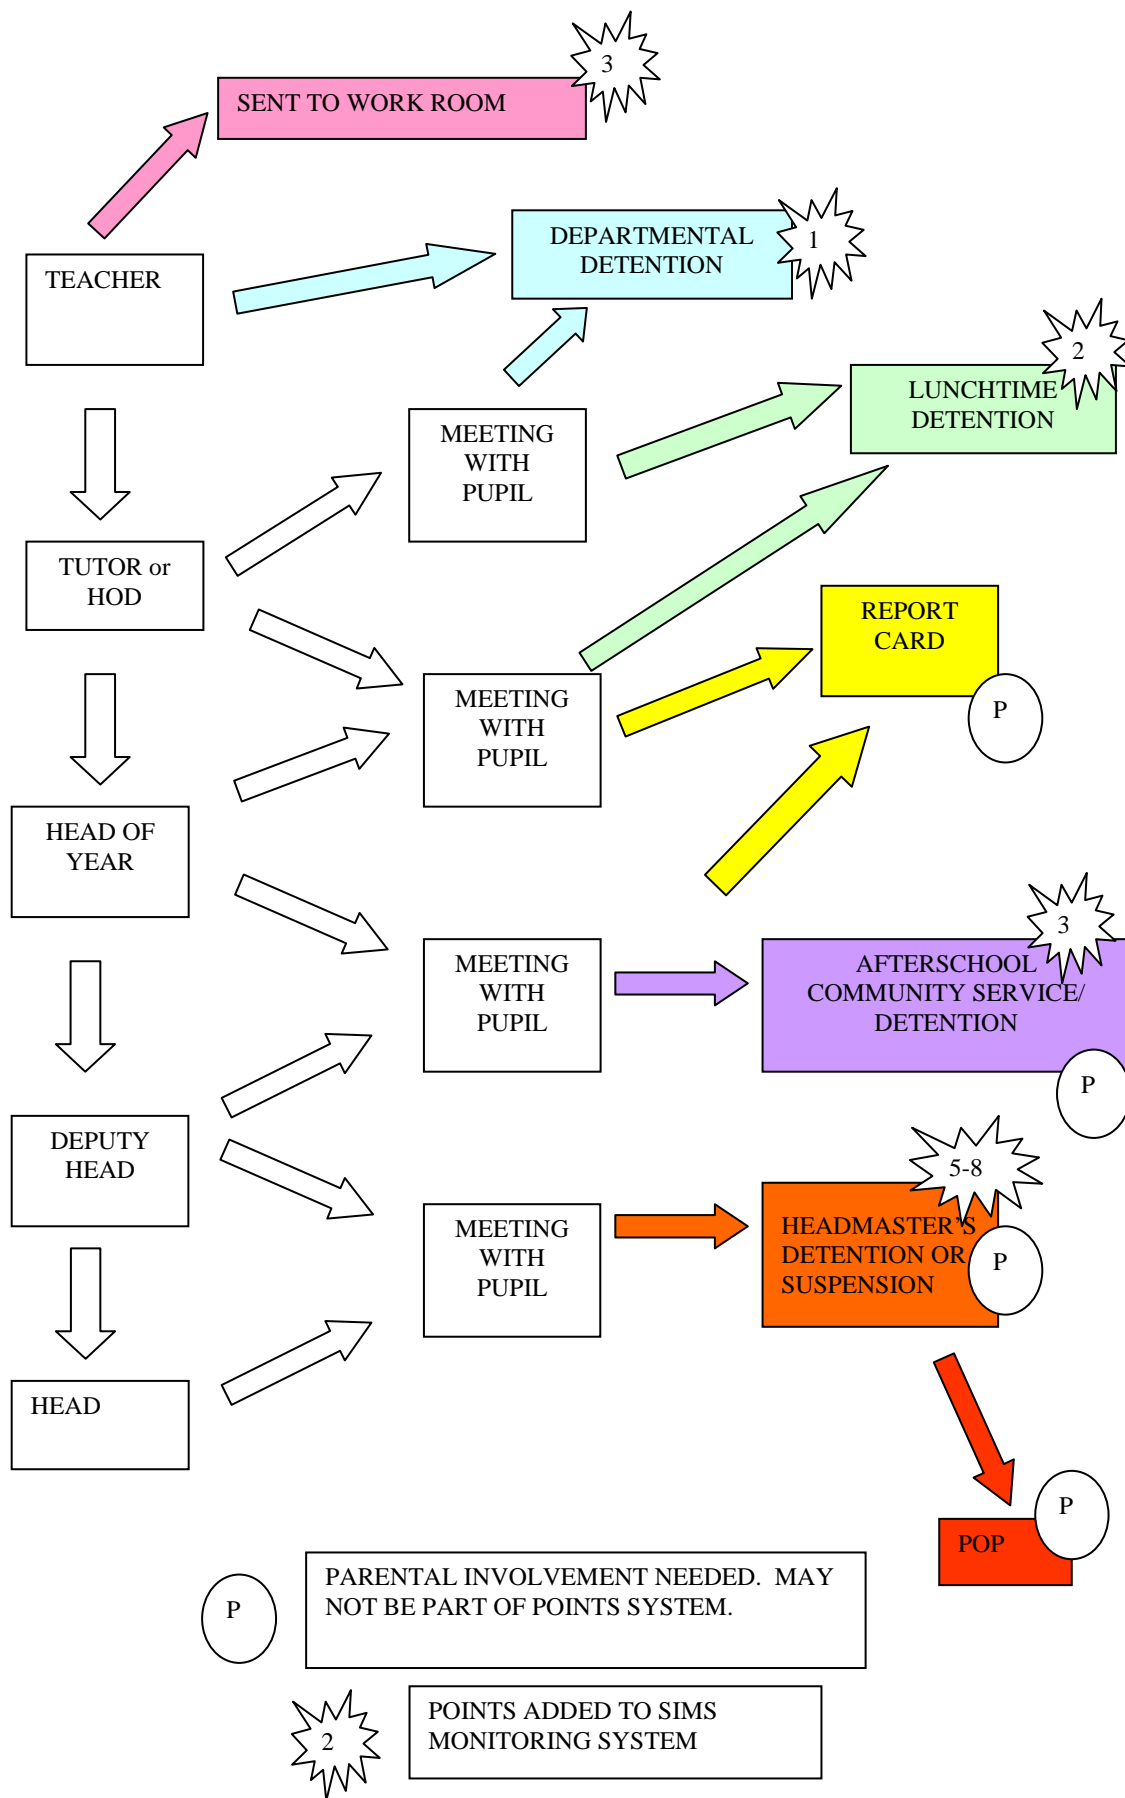 3
SENT TO WORK ROOM
DEPARTMENTAL
DETENTION
1
TEACHER
2
LUNCHTIME
DETENTION
MEETING
WITH
PUPIL
TUTOR or
HOD
REPORT
CARD
P
MEETING
WITH
PUPIL
HEAD OF
YEAR
3
AFTERSCHOOL
COMMUNITY SERVICE/
DETENTION
P
MEETING
WITH
PUPIL
DEPUTY
HEAD
5-8
HEADMASTER'S
DETENTION OR
SUSPENSION
P
MEETING
WITH
PUPIL
HEAD
P
POP
P
PARENTAL INVOLVEMENT NEEDED. MAY
NOT BE PART OF POINTS SYSTEM.
2
POINTS ADDED TO SIMS
MONITORING SYSTEM